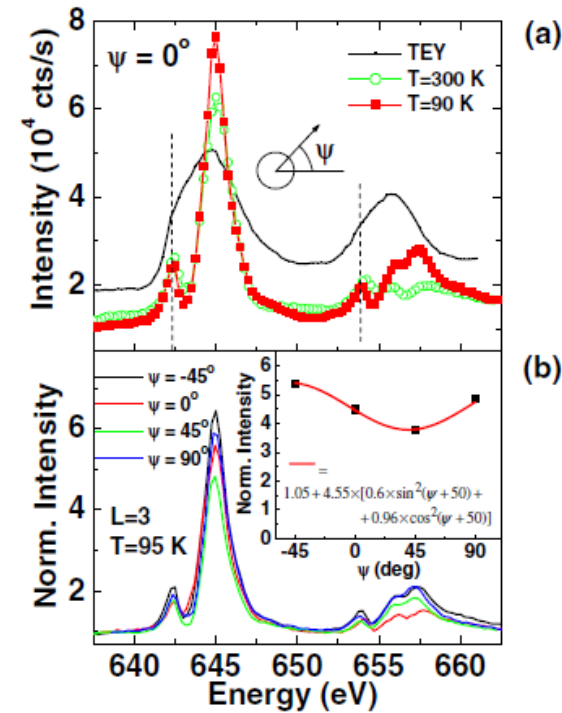 (a)
ψ = 0°
TEY
T=300 K
T=90 K
ψ
Intensity (10⁴ cts/s)
8
6
4
2
(b)
ψ = -45°
ψ = 0°
ψ = 45°
ψ = 90°
L=3
T=95 K
Norm. Intensity
6
4
2
Norm. Intensity
6
5
4
3
2
1
0
=
1.05+4.55×[0.6×sin²(ψ+50)+
+0.96×cos²(ψ+50)]
-45 0 45 90
ψ (deg)
640 645 650 655 660
Energy (eV)